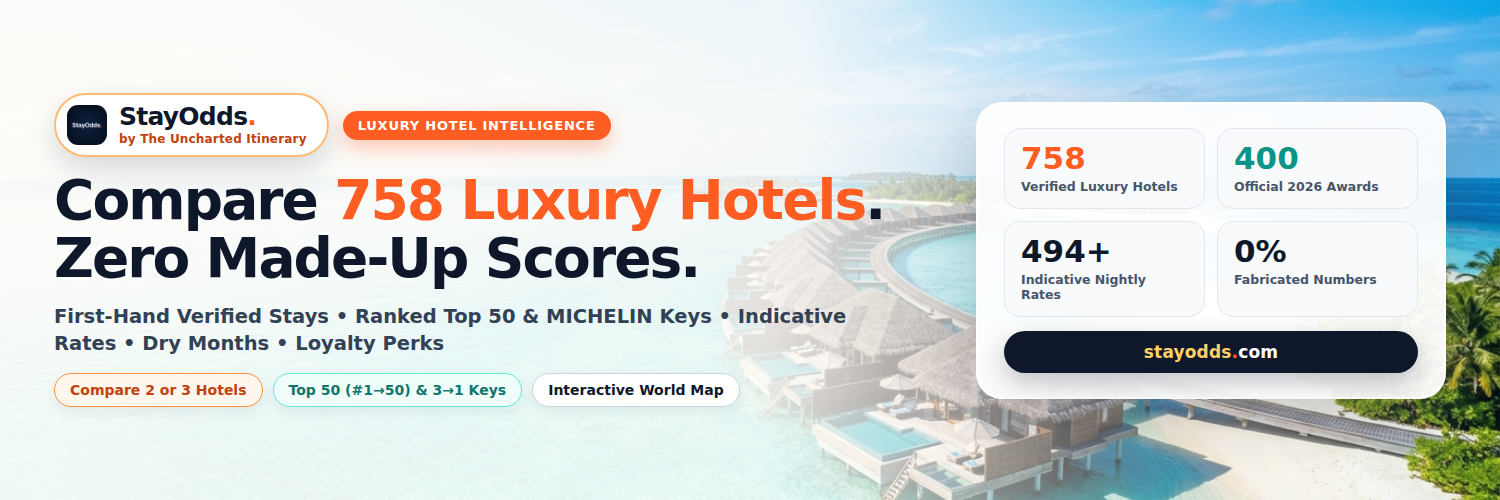 StayOdds.
StayOdds.
by The Uncharted Itinerary
LUXURY HOTEL INTELLIGENCE
Compare 758 Luxury Hotels.
Zero Made-Up Scores.
First-Hand Verified Stays • Ranked Top 50 & MICHELIN Keys • Indicative
Rates • Dry Months • Loyalty Perks
Compare 2 or 3 Hotels
Top 50 (#1→50) & 3→1 Keys
Interactive World Map
758
Verified Luxury Hotels
400
Official 2026 Awards
494+
Indicative Nightly
Rates
0%
Fabricated Numbers
stayodds.com